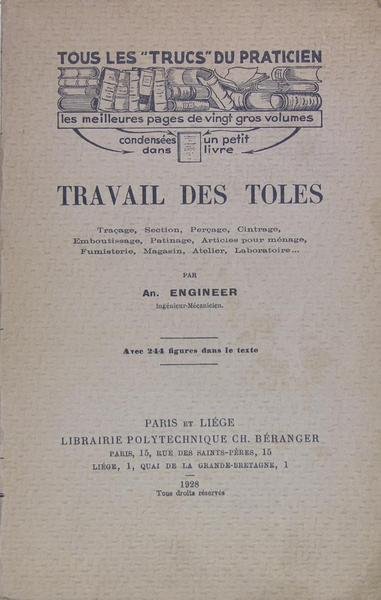 TOUS LES "TRUCS" DU PRATICIEN
les meilleures pages de vingt gros volumes
condensées un petit
dans livre
TRAVAIL DES TOLES
Traçage, Section, Perçage, Cintrage,
Emboutissage, Patinage, Articles pour ménage,
Fumisterie, Magasin, Atelier, Laboratoire...
PAR
An. ENGINEER
Ingénieur-Mécanicien.
Avec 244 figures dans le texte
PARIS ET LIÉGE
LIBRAIRIE POLYTECHNIQUE CH. BÉRANGER
PARIS, 15, RUE DES SAINTS-PÈRES, 15
LIÉGE, 1, QUAI DE LA GRANDE-BRETAGNE, 1
1928
Tous droits réservés